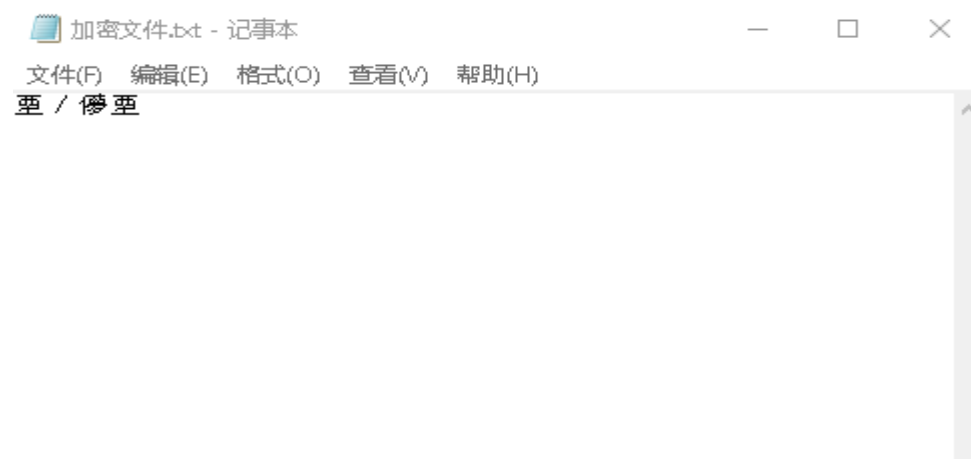 加密文件.txt - 记事本
文件(F) 编辑(E) 格式(O) 查看(V) 帮助(H)
亜 / 儚亜